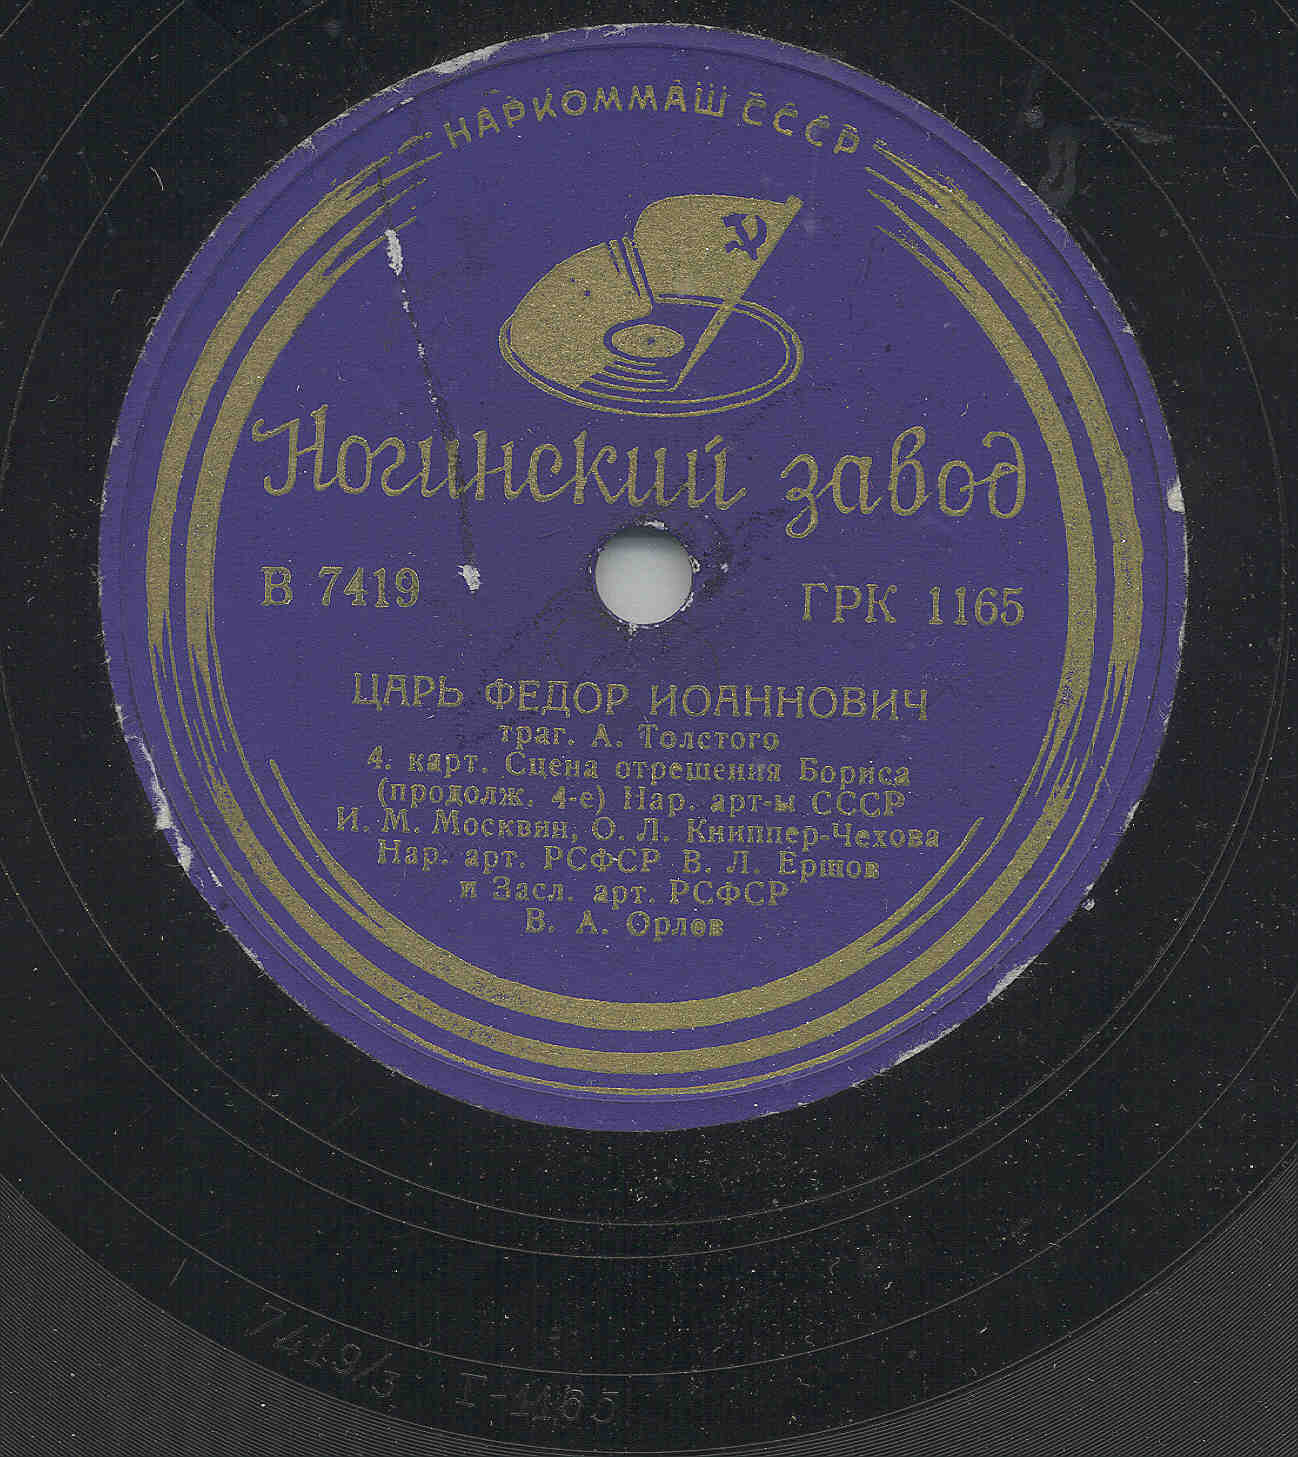 НАРКОММАШ СССР
Ногинский завод
В 7419 ГРК 1165
ЦАРЬ ФЕДОР ИОАННОВИЧ
траг. А. Толстого
4. карт. Сцена отрешения Бориса
(продолж. 4-е) Нар. арт-ы СССР
И. М. Москвин, О. Л. Книппер-Чехова
Нар. арт. РСФСР В. Л. Ершов
и Засл. арт. РСФСР
В. А. Орлов
7419/3 Г-1165